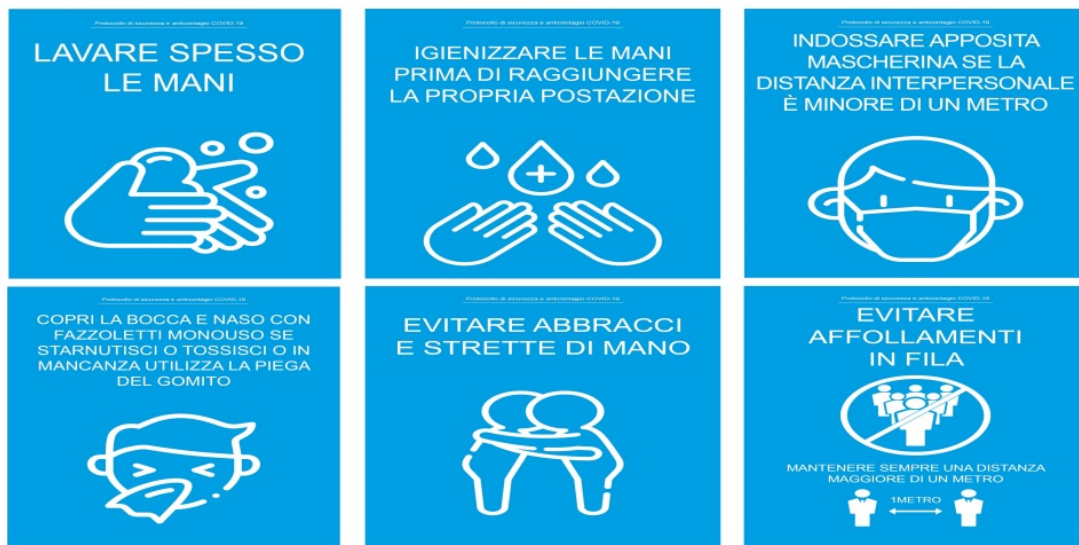 Protocollo di sicurezza e anticontagio COVID-19
LAVARE SPESSO
LE MANI
Protocollo di sicurezza e anticontagio COVID-19
IGIENIZZARE LE MANI
PRIMA DI RAGGIUNGERE
LA PROPRIA POSTAZIONE
Protocollo di sicurezza e anticontagio COVID-19
INDOSSARE APPOSITA
MASCHERINA SE LA
DISTANZA INTERPERSONALE
È MINORE DI UN METRO
Protocollo di sicurezza e anticontagio COVID-19
COPRI LA BOCCA E NASO CON
FAZZOLETTI MONOUSO SE
STARNUTISCI O TOSSISCI O IN
MANCANZA UTILIZZA LA PIEGA
DEL GOMITO
Protocollo di sicurezza e anticontagio COVID-19
EVITARE ABBRACCI
E STRETTE DI MANO
Protocollo di sicurezza e anticontagio COVID-19
EVITARE
AFFOLLAMENTI
IN FILA
MANTENERE SEMPRE UNA DISTANZA
MAGGIORE DI UN METRO
1METRO